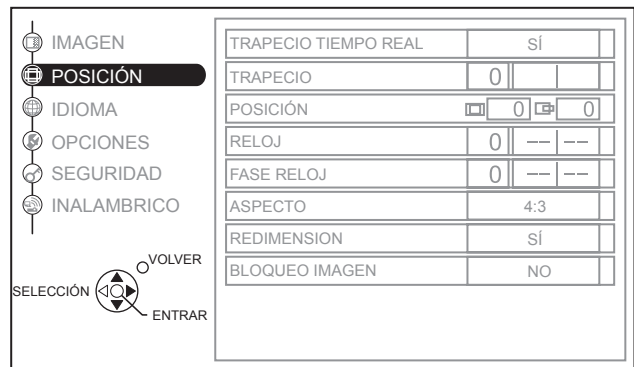 IMAGEN
POSICIÓN
IDIOMA
OPCIONES
SEGURIDAD
INALAMBRICO
VOLVER
SELECCIÓN
ENTRAR
TRAPECIO TIEMPO REAL SÍ
TRAPECIO 0
POSICIÓN 0 0
RELOJ 0 -- --
FASE RELOJ 0 -- --
ASPECTO 4:3
REDIMENSION SÍ
BLOQUEO IMAGEN NO